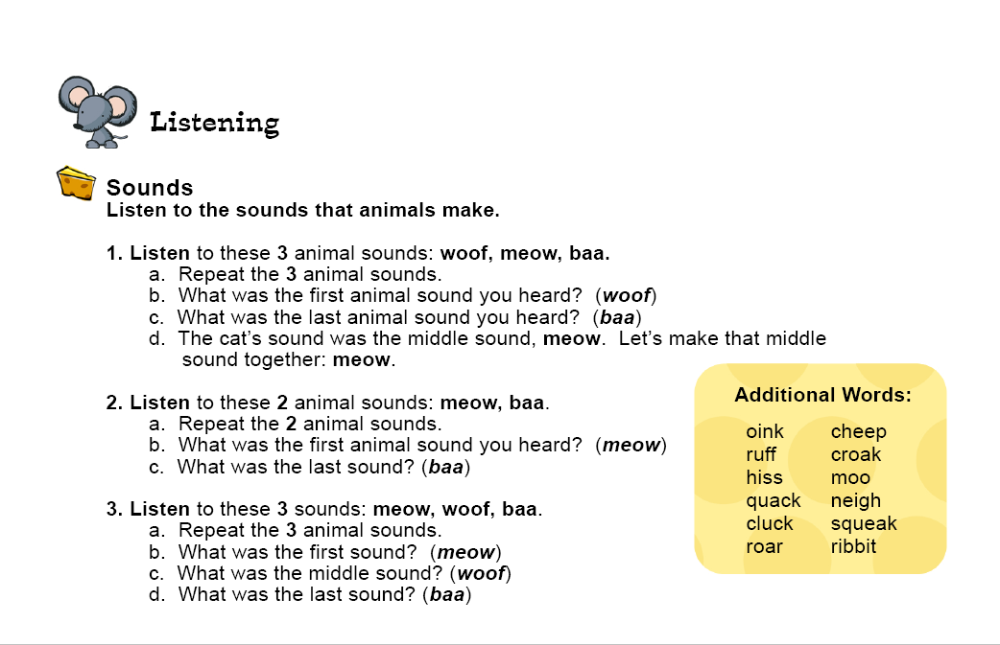 Listening
Sounds
Listen to the sounds that animals make.
1. Listen to these 3 animal sounds: woof, meow, baa.
a. Repeat the 3 animal sounds.
b. What was the first animal sound you heard? (woof)
c. What was the last animal sound you heard? (baa)
d. The cat's sound was the middle sound, meow. Let's make that middle
sound together: meow.
2. Listen to these 2 animal sounds: meow, baa.
a. Repeat the 2 animal sounds.
b. What was the first animal sound you heard? (meow)
c. What was the last sound? (baa)
3. Listen to these 3 sounds: meow, woof, baa.
a. Repeat the 3 animal sounds.
b. What was the first sound? (meow)
c. What was the middle sound? (woof)
d. What was the last sound? (baa)
Additional Words:
oink cheep
ruff croak
hiss moo
quack neigh
cluck squeak
roar ribbit